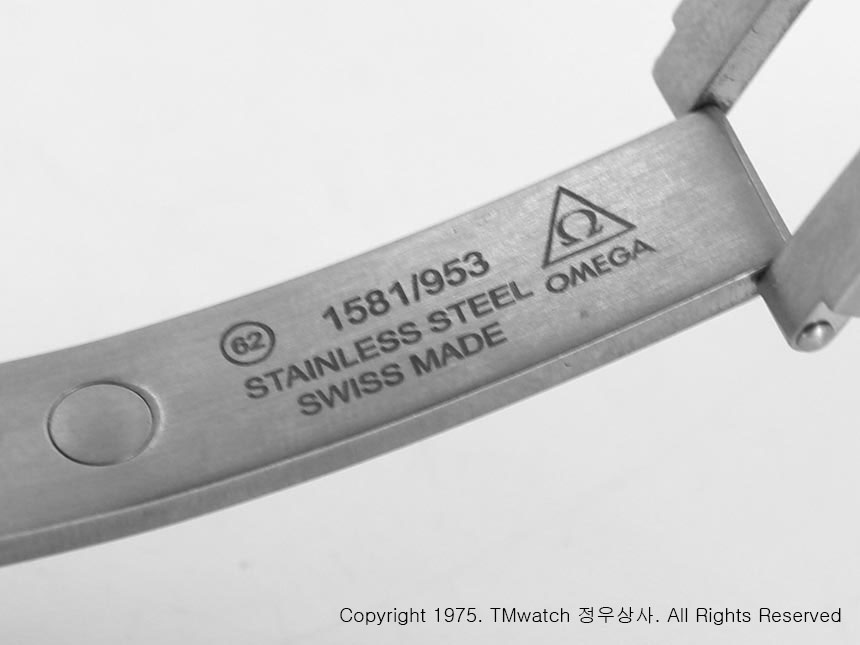 Ω
OMEGA
62
1581/953
STAINLESS STEEL
SWISS MADE
Copyright 1975. TMwatch 정우상사. All Rights Reserved